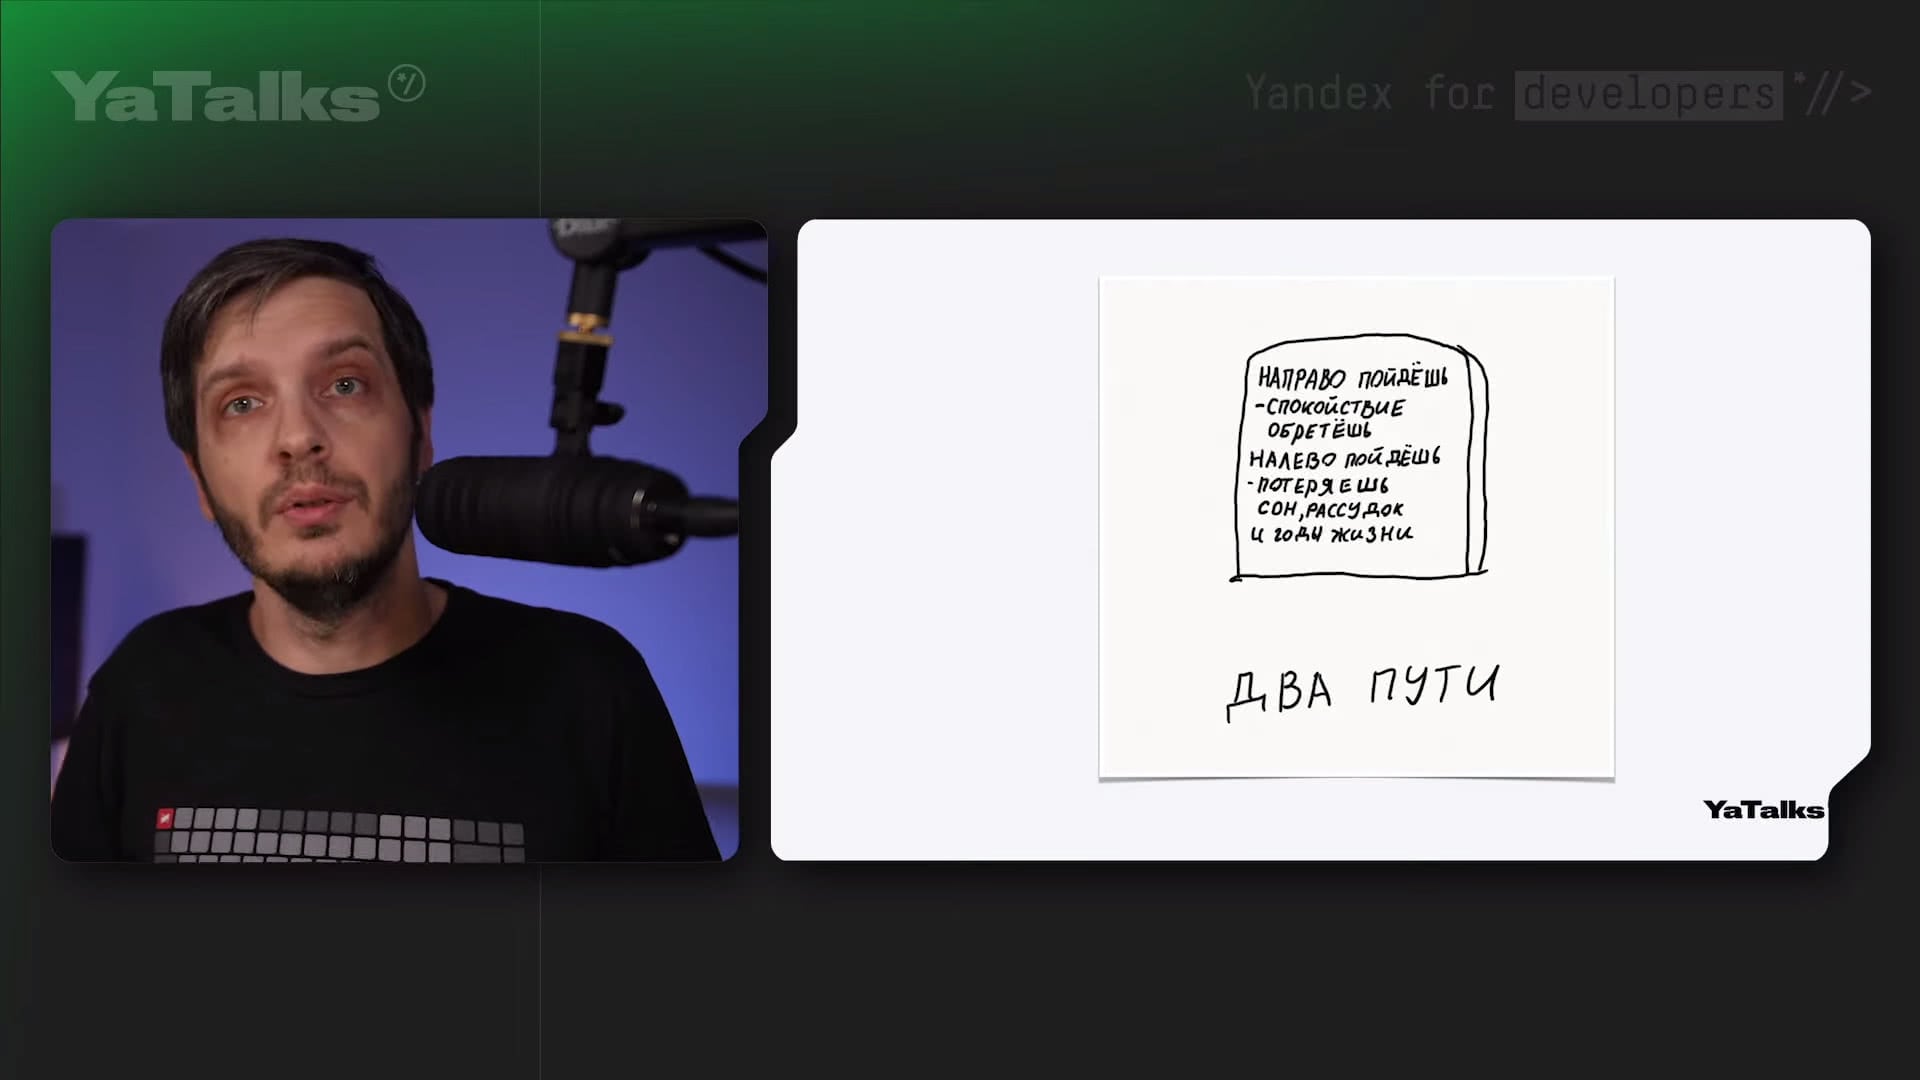 YaTalks */
Yandex for developers *//>
НАПРАВО ПОЙДЁШЬ
-СПОКОЙСТВИЕ
ОБРЕТЁШЬ
НАЛЕВО ПОЙДЁШЬ
-ПОТЕРЯЕШЬ
СОН, РАССУДОК
И ГОДЫ ЖИЗНИ
ДВА ПУТИ
YaTalks